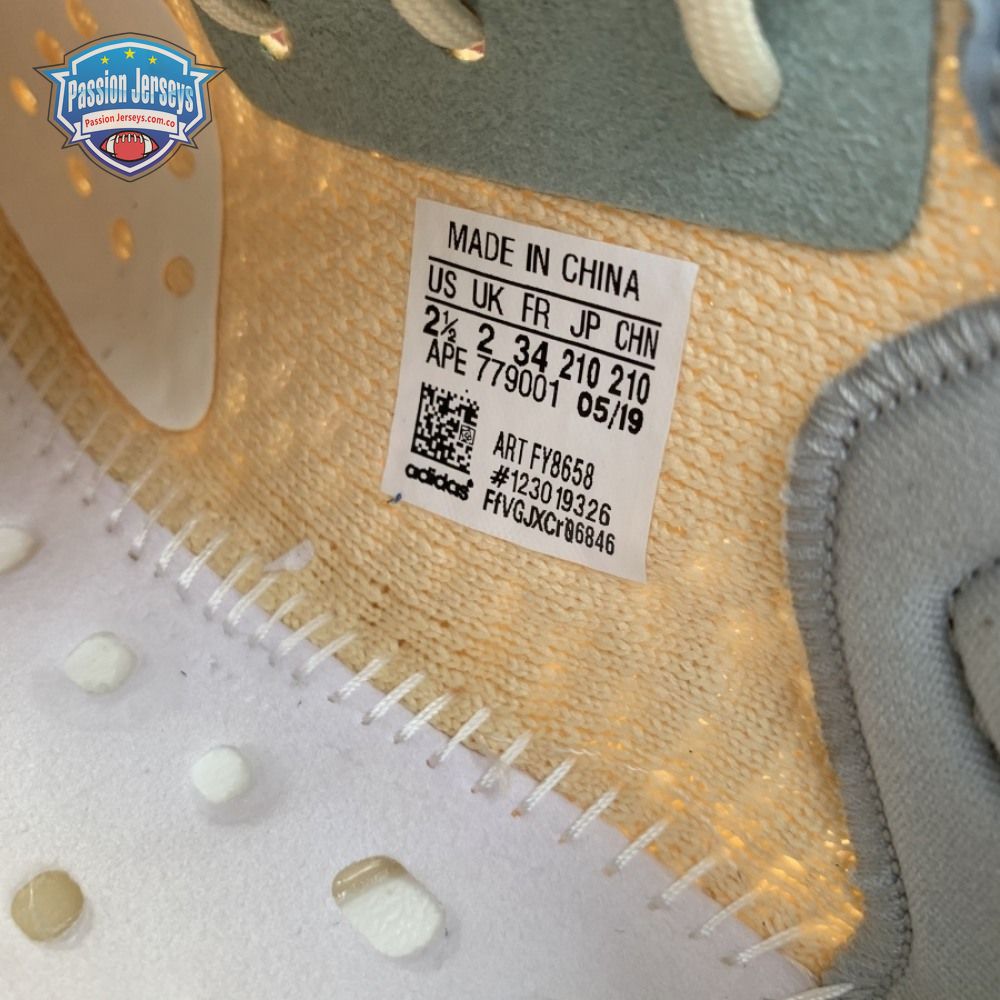 Passion Jerseys
Passion Jerseys.com.co
MADE IN CHINA
US UK FR JP CHN
2½ 2 34 210 210
APE 779001 05/19
adidas
ART FY8658
#123019326